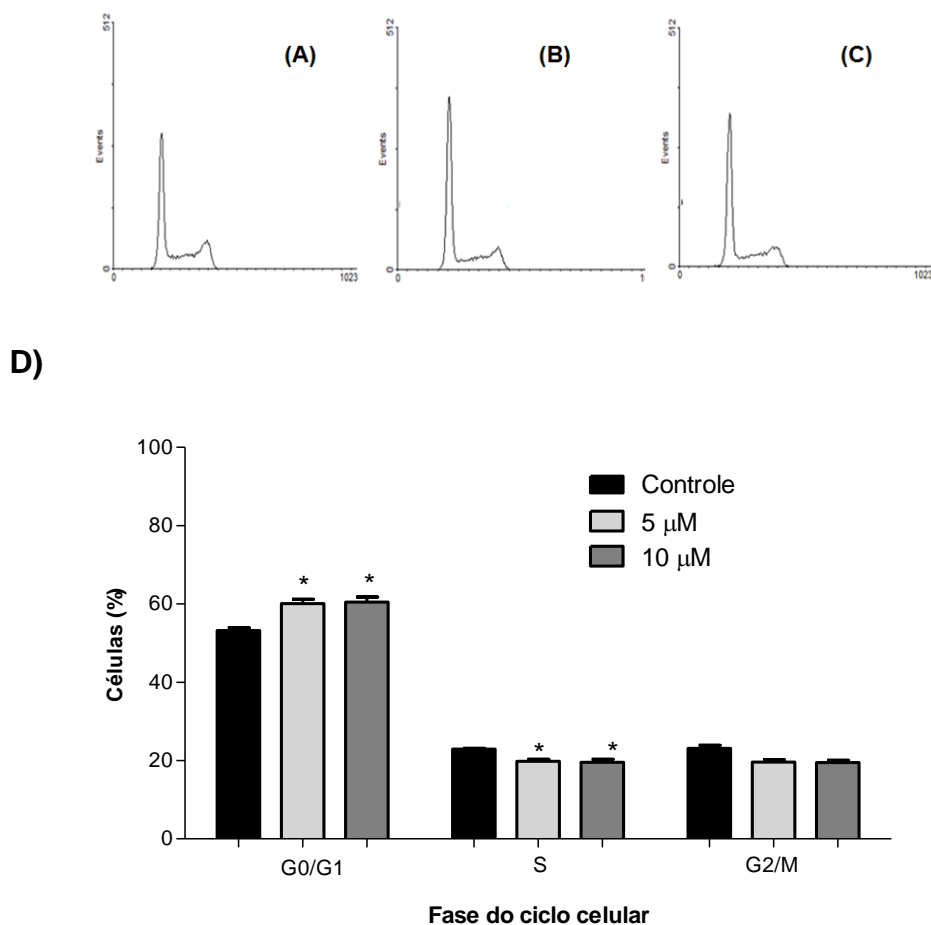 512
(A)
Events
0
0
1023
512
(B)
Events
0
0
1
512
(C)
Events
0
0
1023
D)
100
80
60
40
20
0
Células (%)
Controle
5 μM
10 μM
* *
* *
G0/G1 S G2/M
Fase do ciclo celular